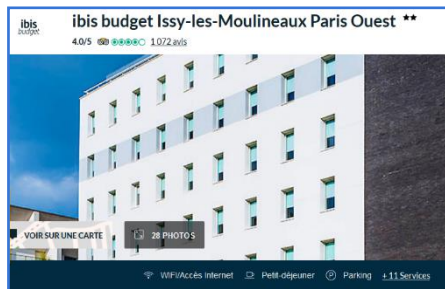 ibis
budget
ibis budget Issy-les-Moulineaux Paris Ouest **
4.0/5 1 072 avis
VOIR SUR UNE CARTE 28 PHOTOS
WIFI/Accès Internet Petit-déjeuner Parking + 11 Services